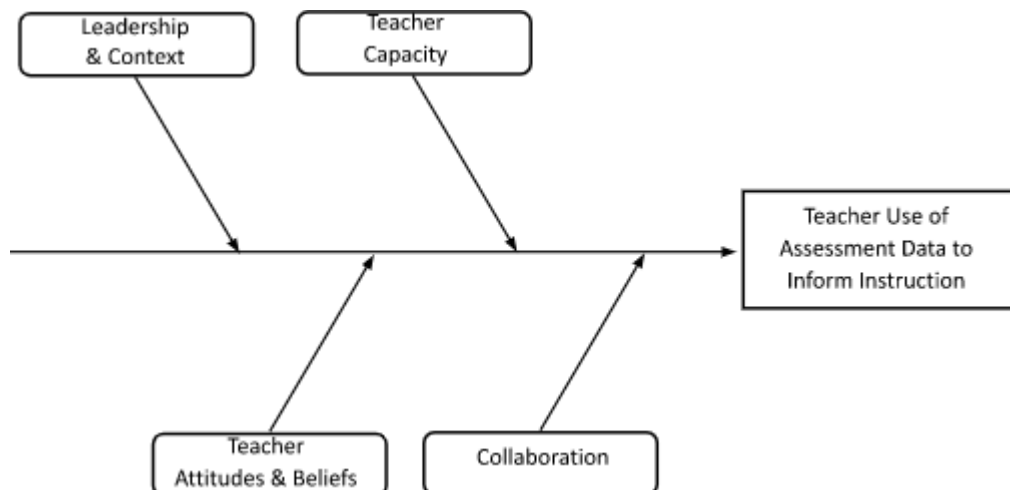 Leadership
& Context
Teacher
Capacity
Teacher Use of
Assessment Data to
Inform Instruction
Teacher
Attitudes & Beliefs
Collaboration